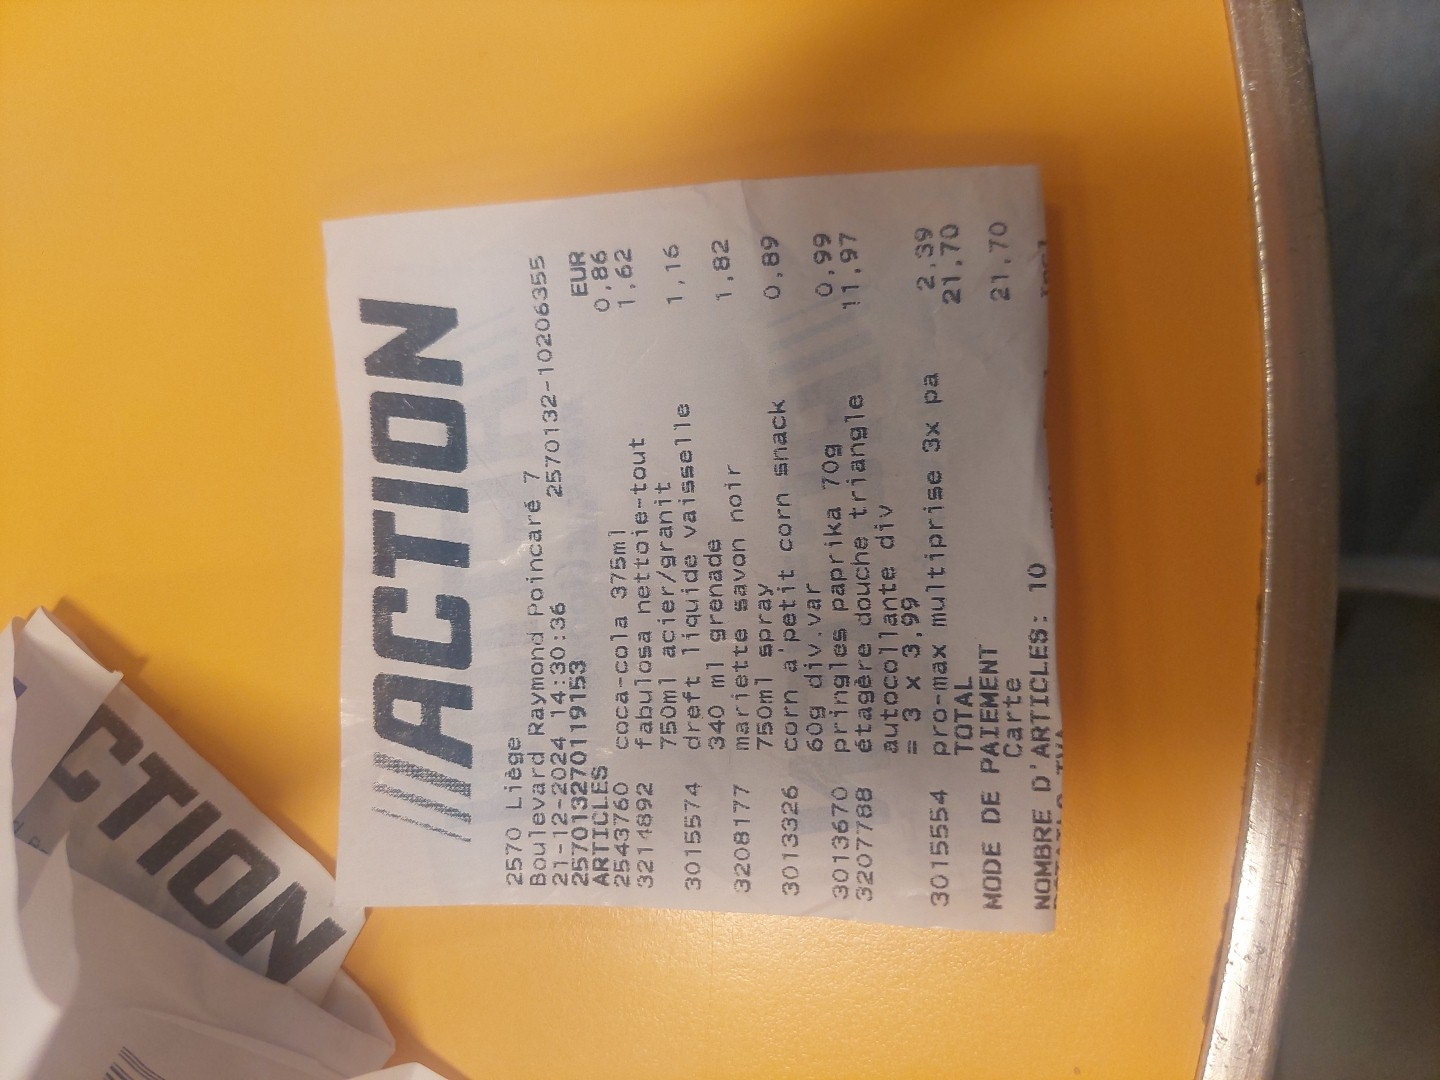 ///ACTION
2570 Liège
Boulevard Raymond Poincaré 7
21-12-2024 14:30:36 2570132-10206355
2570132701119153
ARTICLES EUR
2543760 coca-cola 375ml 0,86
3214892 fabulosa nettoie-tout 1,62
750ml acier/granit
3015574 dreft liquide vaisselle 1,16
340 ml grenade
3208177 mariette savon noir 1,82
750ml spray
3013326 corn a'petit corn snack 0,89
60g div.var
3013670 pringles paprika 70g 0,99
3207788 étagère douche triangle 11,97
autocollante div
= 3 x 3,99
3015554 pro-max multiprise 3x pa 2,39
TOTAL 21,70
MODE DE PAIEMENT
Carte 21,70
NOMBRE D'ARTICLES: 10
CTION